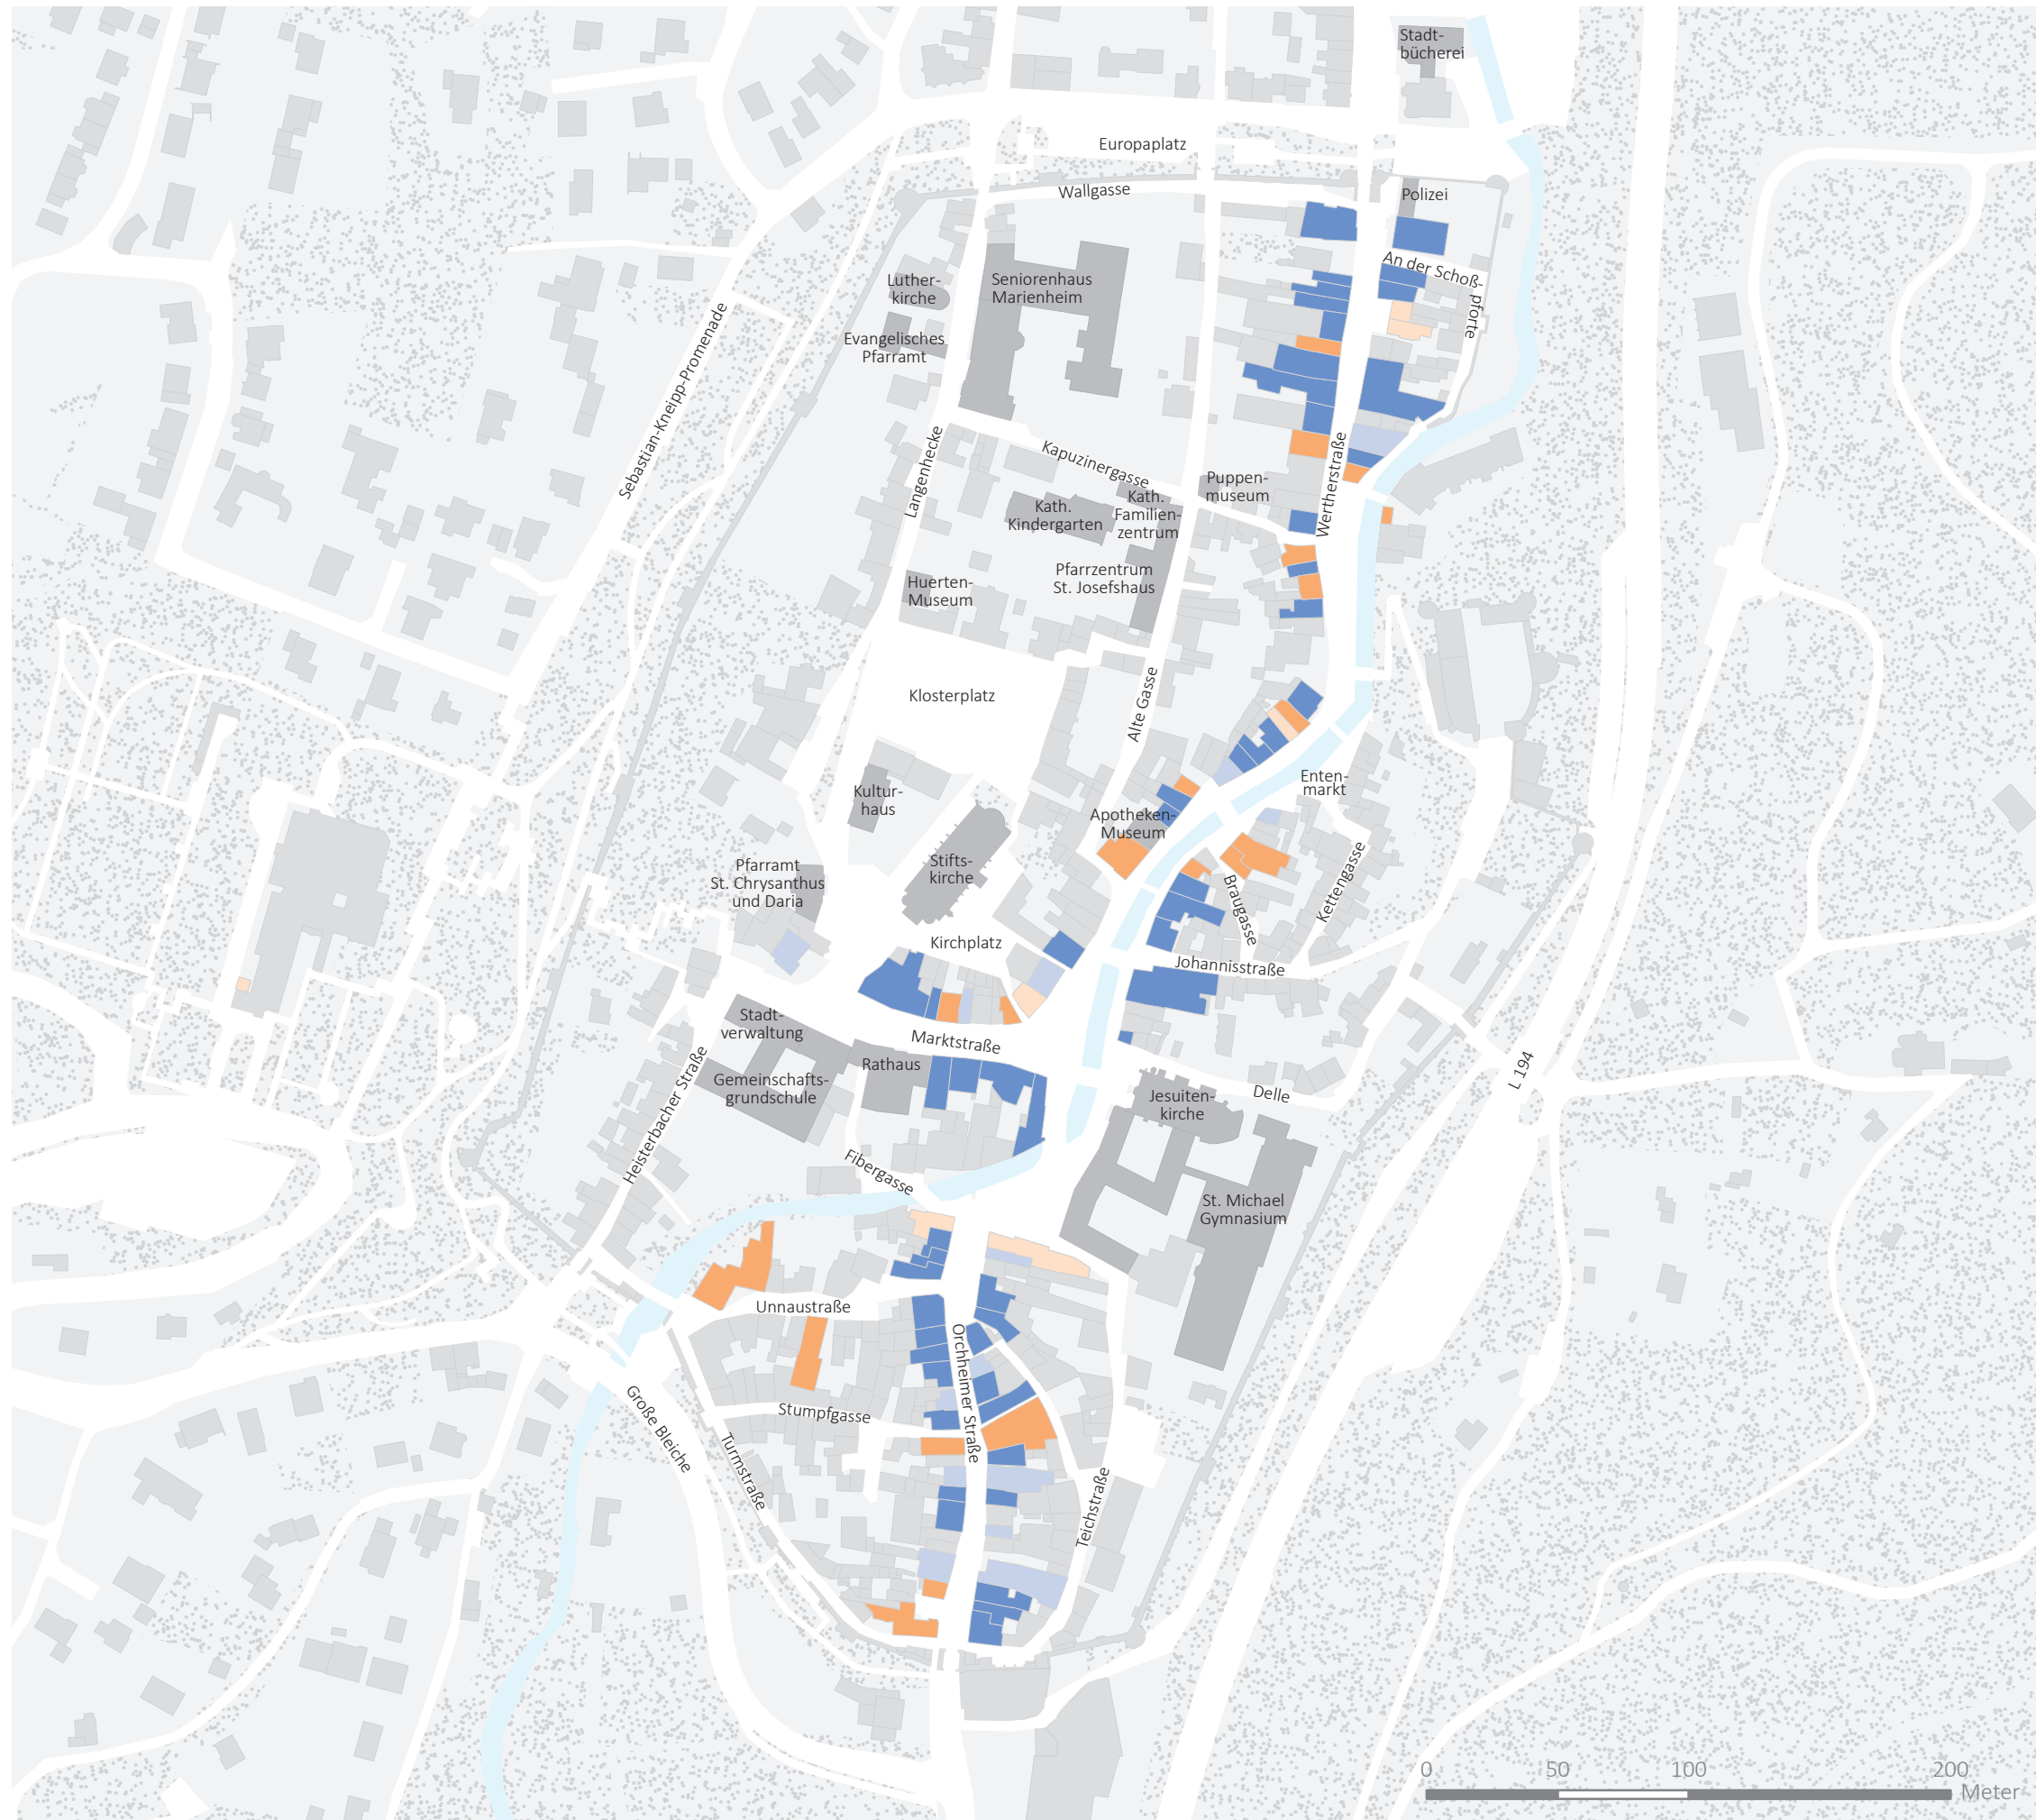 Stadt-
bücherei
Europaplatz
Wallgasse
Polizei
An der Schoß-
pforte
Luther-
kirche
Seniorenhaus
Marienheim
Evangelisches
Pfarramt
Sebastian-Kneipp-Promenade
Langenhecke
Kapuzinergasse
Wertherstraße
Puppen-
museum
Kath.
Kindergarten
Kath.
Familien-
zentrum
Pfarrzentrum
St. Josefshaus
Huerten-
Museum
Klosterplatz
Alte Gasse
Enten-
markt
Kultur-
haus
Apotheken-
Museum
Stifts-
kirche
Pfarramt
St. Chrysanthus
und Daria
Braugasse
Kettengasse
Kirchplatz
Johannisstraße
Stadt-
verwaltung
Marktstraße
Rathaus
Gemeinschafts-
grundschule
Heisterbacher Straße
Jesuiten-
kirche
Delle
L 194
Fibergasse
St. Michael
Gymnasium
Unnaustraße
Orchheimer Straße
Große Bleiche
Stumpfgasse
Turmstraße
Teichstraße
0 50 100 200
Meter